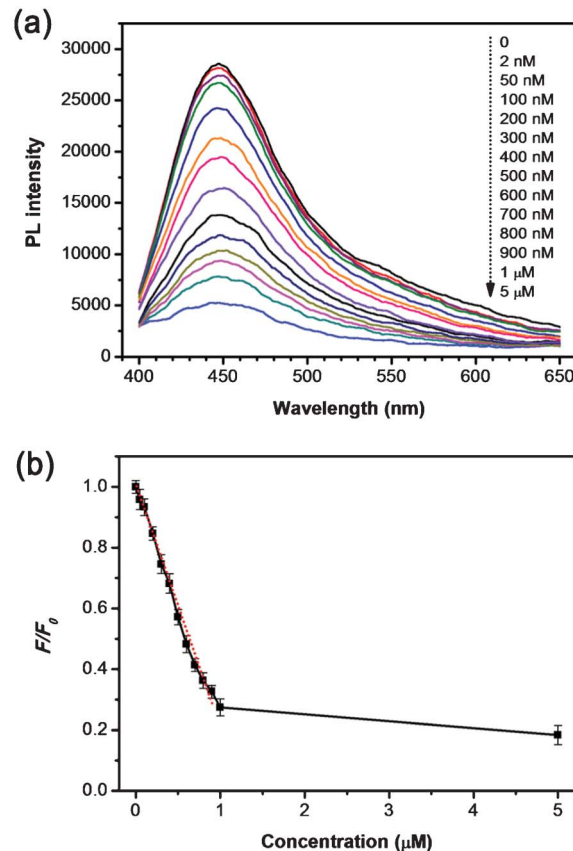 (a)
30000
25000
20000
15000
10000
5000
0
PL intensity
400 450 500 550 600 650
Wavelength (nm)
0
2 nM
50 nM
100 nM
200 nM
300 nM
400 nM
500 nM
600 nM
700 nM
800 nM
900 nM
1 μM
5 μM
(b)
1.0
0.8
0.6
0.4
0.2
0.0
F/F0
0 1 2 3 4 5
Concentration (μM)